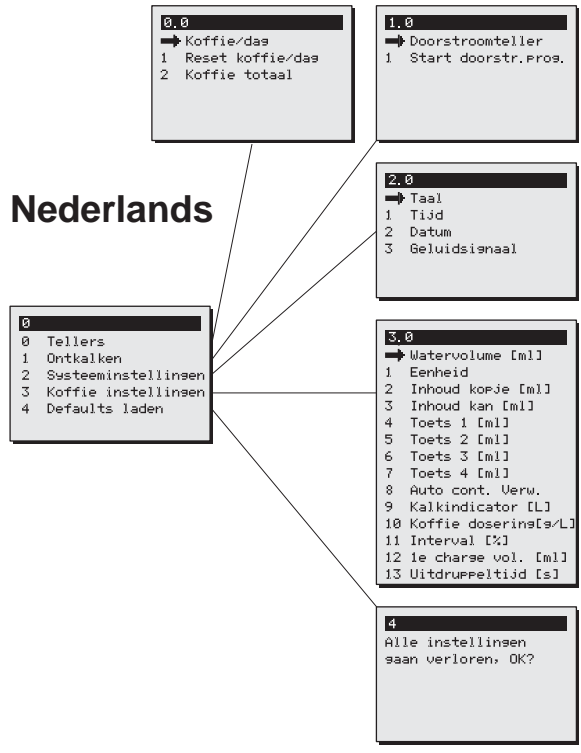 0.0
Koffie/dag
1 Reset koffie/dag
2 Koffie totaal
1.0
Doorstroomteller
1 Start doorstr.prog.
Nederlands
2.0
Taal
1 Tijd
2 Datum
3 Geluidsignaal
0
0 Tellers
1 Ontkalken
2 Systeeminstellingen
3 Koffie instellingen
4 Defaults laden
3.0
Watervolume [ml]
1 Eenheid
2 Inhoud kopje [ml]
3 Inhoud kan [ml]
4 Toets 1 [ml]
5 Toets 2 [ml]
6 Toets 3 [ml]
7 Toets 4 [ml]
8 Auto cont. Verw.
9 Kalkindicator [L]
10 Koffie dosering[g/L]
11 Interval [%]
12 1e charge vol. [ml]
13 Uitdruppeltijd [s]
4
Alle instellingen
gaan verloren, OK?